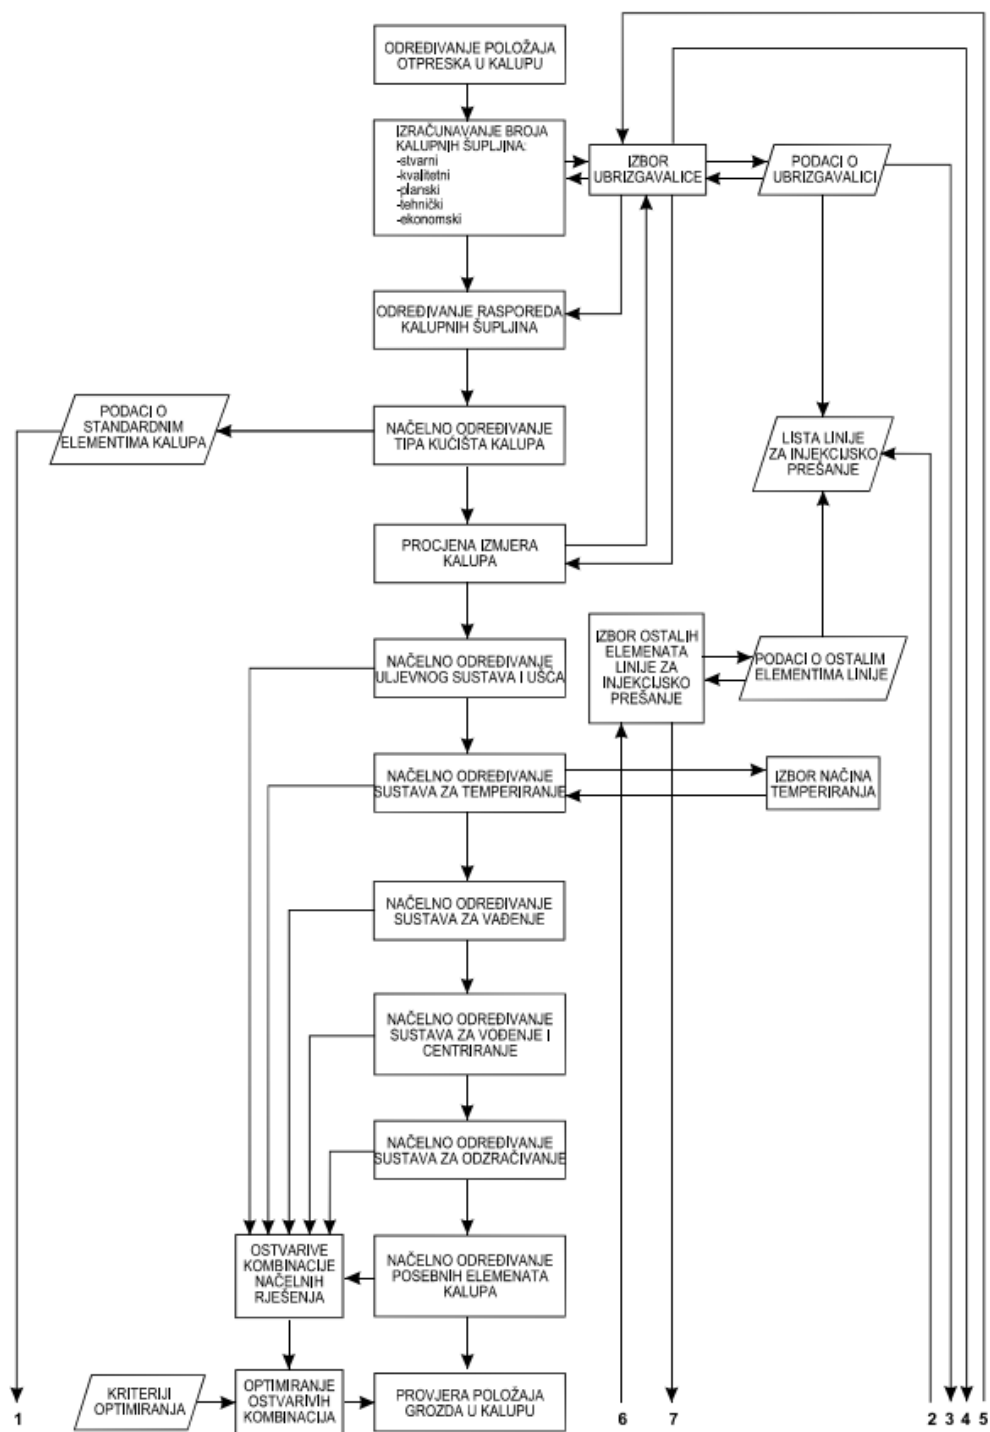 ODREĐIVANJE POLOŽAJA
OTPRESKA U KALUPU
IZRAČUNAVANJE BROJA
KALUPNIH ŠUPLJINA:
-stvarni
-kvalitetni
-planski
-tehnički
-ekonomski
IZBOR
UBRIZGAVALICE
PODACI O
UBRIZGAVALICI
ODREĐIVANJE RASPOREDA
KALUPNIH ŠUPLJINA
PODACI O
STANDARDNIM
ELEMENTIMA KALUPA
NAČELNO ODREĐIVANJE
TIPA KUĆIŠTA KALUPA
LISTA LINIJE
ZA INJEKCIJSKO
PREŠANJE
PROCJENA IZMJERA
KALUPA
IZBOR OSTALIH
ELEMENATA
LINIJE ZA
INJEKCIJSKO
PREŠANJE
PODACI O OSTALIM
ELEMENTIMA LINIJE
NAČELNO ODREĐIVANJE
ULJEVNOG SUSTAVA I UŠĆA
NAČELNO ODREĐIVANJE
SUSTAVA ZA TEMPERIRANJE
IZBOR NAČINA
TEMPERIRANJA
NAČELNO ODREĐIVANJE
SUSTAVA ZA VAĐENJE
NAČELNO ODREĐIVANJE
SUSTAVA ZA VOĐENJE I
CENTRIRANJE
NAČELNO ODREĐIVANJE
SUSTAVA ZA ODZRAČIVANJE
OSTVARIVE
KOMBINACIJE
NAČELNIH
RJEŠENJA
NAČELNO ODREĐIVANJE
POSEBNIH ELEMENATA
KALUPA
KRITERIJI
OPTIMIRANJA
OPTIMIRANJE
OSTVARIVIH
KOMBINACIJA
PROVJERA POLOŽAJA
GROZDA U KALUPU
1 6 7 2 3 4 5